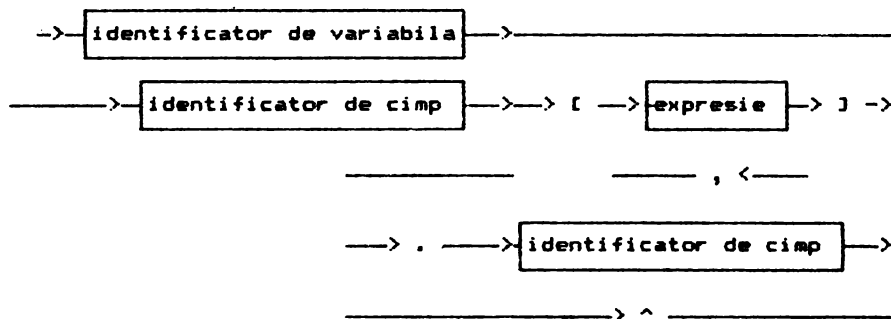 identificator de variabila
identificator de cimp [ expresie ]
,
. identificator de cimp
^